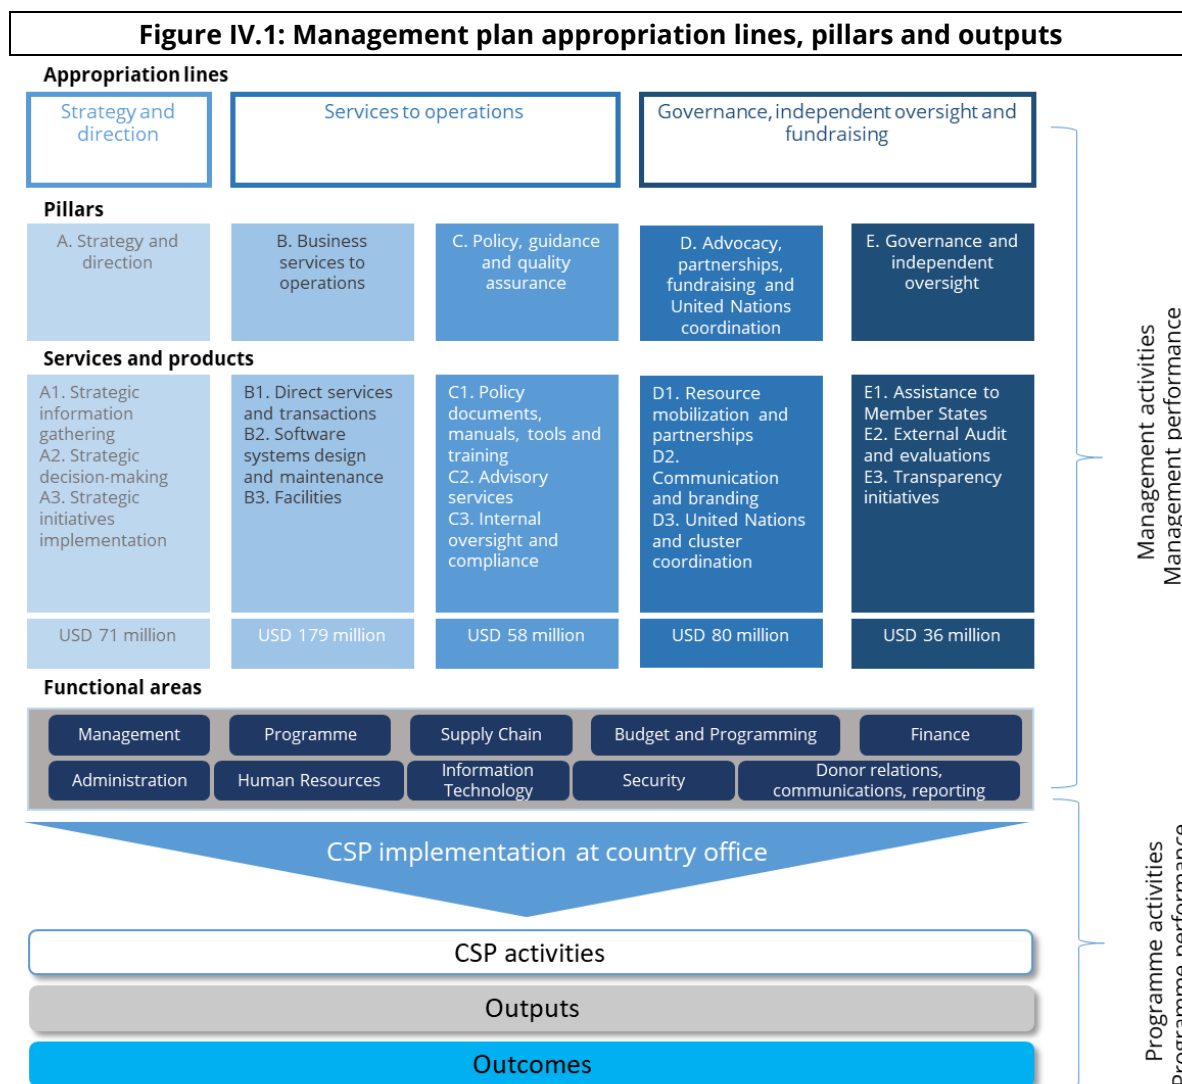 Figure IV.1: Management plan appropriation lines, pillars and outputs
Appropriation lines
Strategy and
direction
Services to operations
Governance, independent oversight and
fundraising
Pillars
A. Strategy and
direction
B. Business
services to
operations
C. Policy, guidance
and quality
assurance
D. Advocacy,
partnerships,
fundraising and
United Nations
coordination
E. Governance and
independent
oversight
Services and products
A1. Strategic
information
gathering
A2. Strategic
decision-making
A3. Strategic
initiatives
implementation
B1. Direct services
and transactions
B2. Software
systems design
and maintenance
B3. Facilities
C1. Policy
documents,
manuals, tools and
training
C2. Advisory
services
C3. Internal
oversight and
compliance
D1. Resource
mobilization and
partnerships
D2.
Communication
and branding
D3. United Nations
and cluster
coordination
E1. Assistance to
Member States
E2. External Audit
and evaluations
E3. Transparency
initiatives
USD 71 million
USD 179 million
USD 58 million
USD 80 million
USD 36 million
Functional areas
Management
Programme
Supply Chain
Budget and Programming
Finance
Administration
Human Resources
Information
Technology
Security
Donor relations,
communications, reporting
Management activities
Management performance
CSP implementation at country office
CSP activities
Outputs
Outcomes
Programme activities
Programme performance